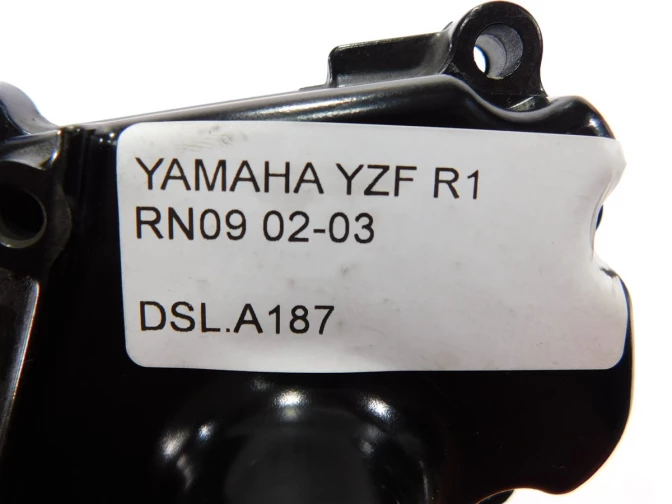 YAMAHA YZF R1
RN09 02-03
DSL.A187